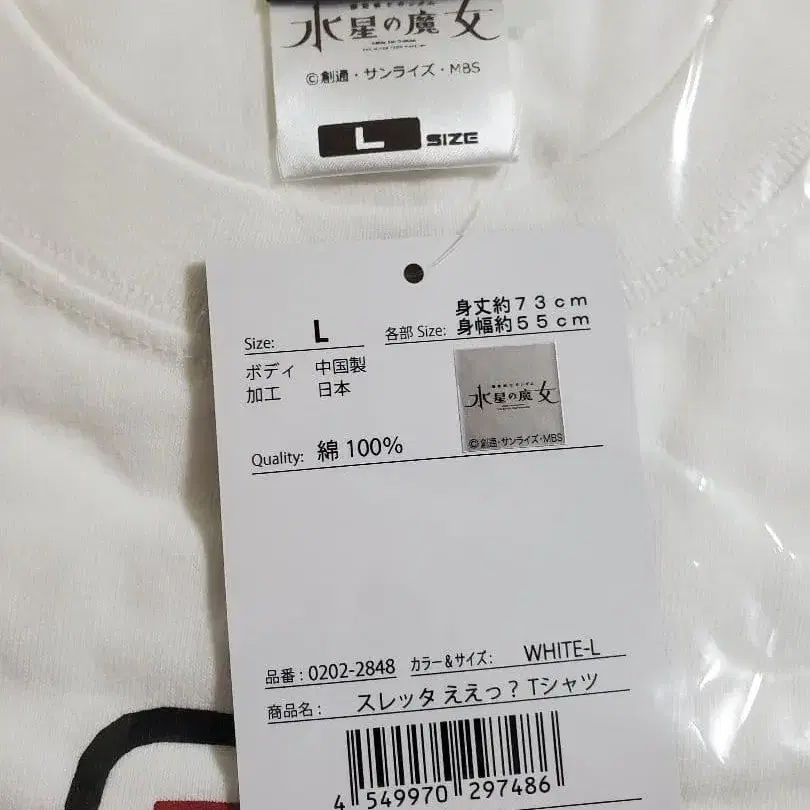 水星の魔女
©創通・サンライズ・MBS
L SIZE
Size: L
各部 Size: 身丈約73cm
身幅約55cm
ボディ 中国製
加工 日本
Quality: 綿 100%
水星の魔女
©創通・サンライズ・MBS
品番 : 0202-2848 カラー&サイズ : WHITE-L
商品名 : スレッタ ええっ? Tシャツ
4 549970 297486